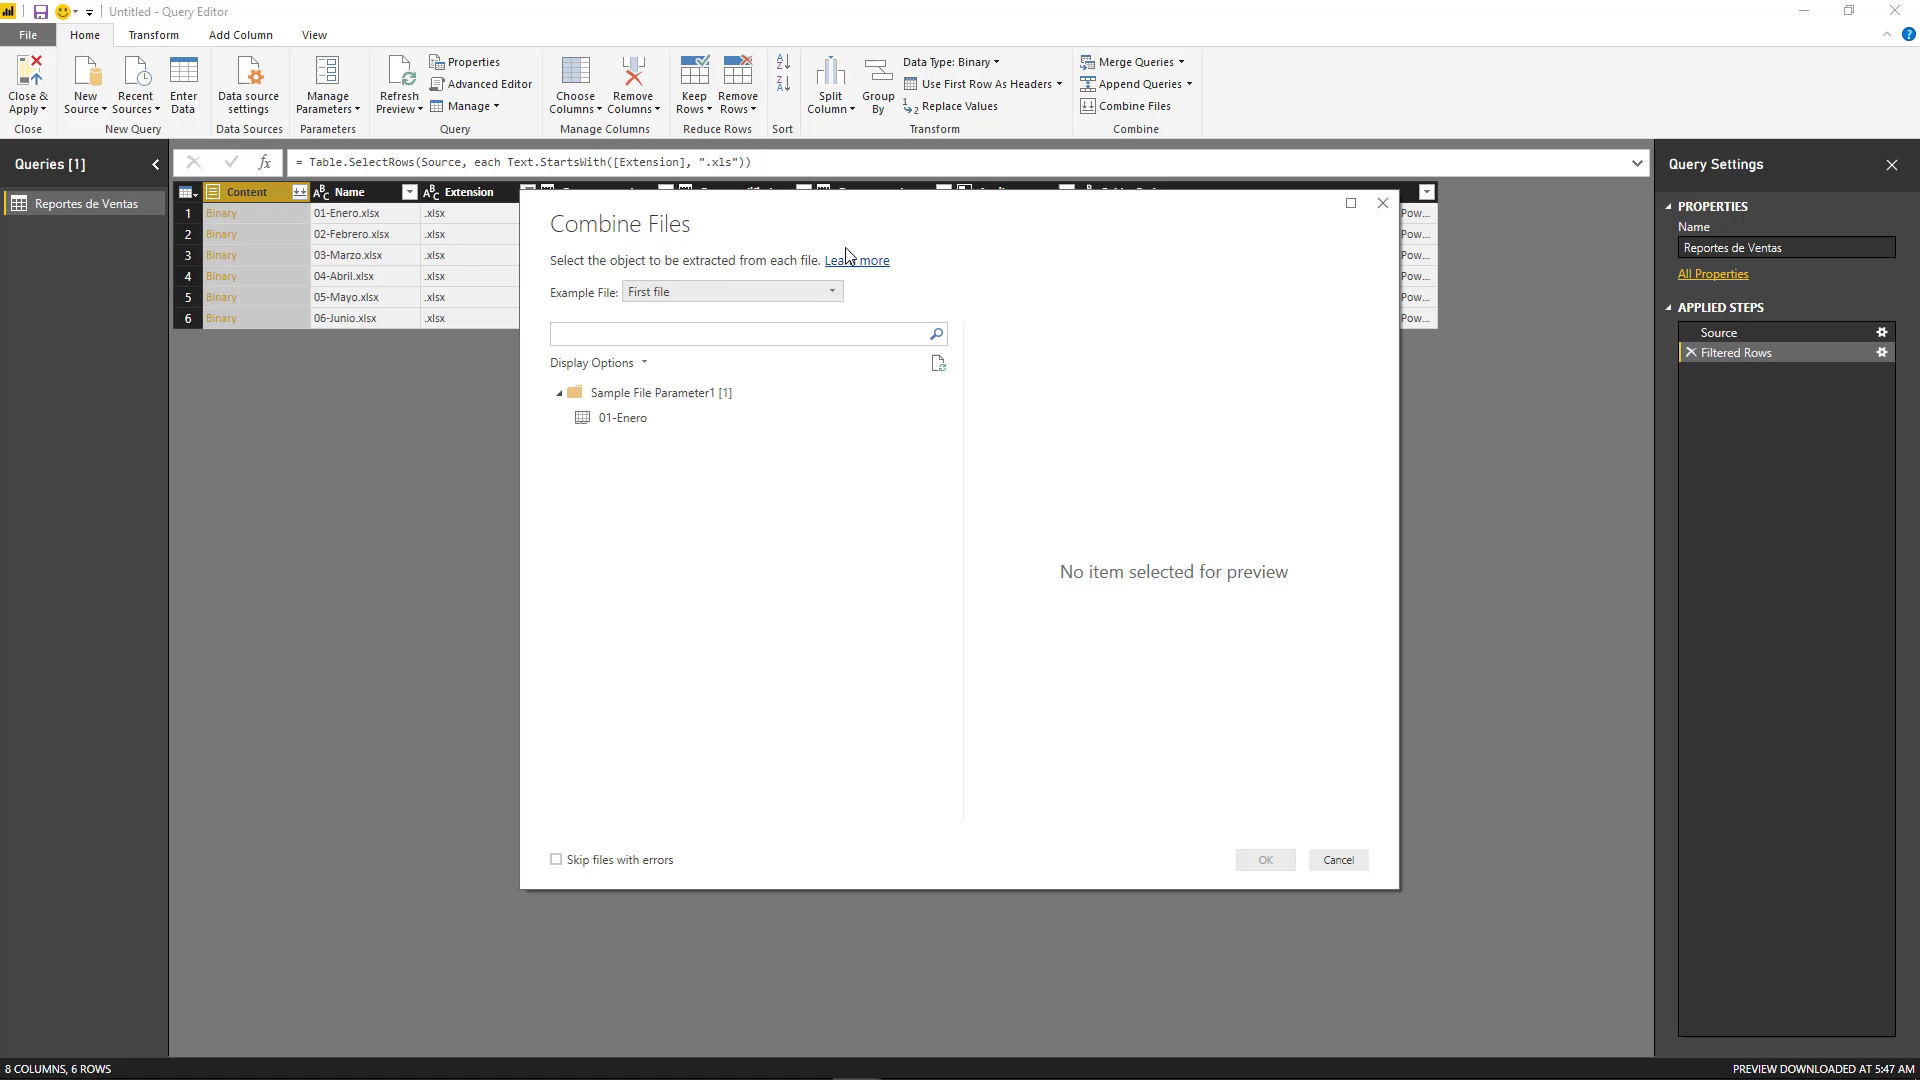 Untitled - Query Editor
File Home Transform Add Column View
Close & Apply
Close
New Source
Recent Sources
Enter Data
New Query
Data source settings
Data Sources
Manage Parameters
Parameters
Refresh Preview
Properties
Advanced Editor
Manage
Query
Choose Columns
Remove Columns
Manage Columns
Keep Rows
Remove Rows
Reduce Rows
Sort
Split Column
Group By
Data Type: Binary
Use First Row As Headers
Replace Values
Transform
Merge Queries
Append Queries
Combine Files
Combine
Queries [1]
Reportes de Ventas
= Table.SelectRows(Source, each Text.StartsWith([Extension], ".xls"))
Content Name Extension
1 Binary 01-Enero.xlsx .xlsx Pow...
2 Binary 02-Febrero.xlsx .xlsx Pow...
3 Binary 03-Marzo.xlsx .xlsx Pow...
4 Binary 04-Abril.xlsx .xlsx Pow...
5 Binary 05-Mayo.xlsx .xlsx Pow...
6 Binary 06-Junio.xlsx .xlsx Pow...
Combine Files
Select the object to be extracted from each file. Learn more
Example File: First file
Display Options
Sample File Parameter1 [1]
01-Enero
No item selected for preview
Skip files with errors
OK Cancel
Query Settings
PROPERTIES
Name
Reportes de Ventas
All Properties
APPLIED STEPS
Source
Filtered Rows
8 COLUMNS, 6 ROWS
PREVIEW DOWNLOADED AT 5:47 AM